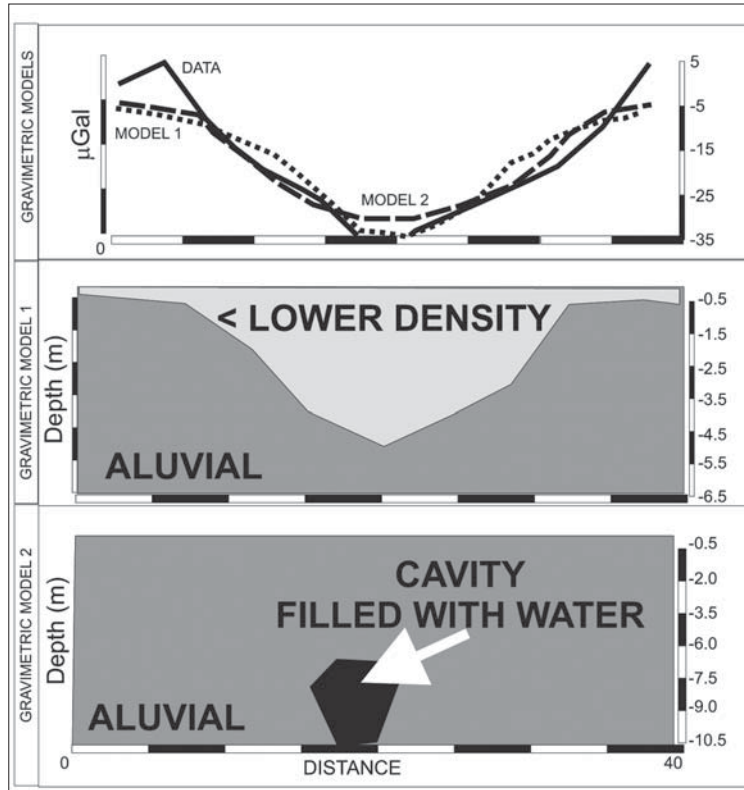 GRAVIMETRIC MODELS
µGal
DATA
MODEL 1
MODEL 2
0
5
-5
-15
-25
-35
GRAVIMETRIC MODEL 1
Depth (m)
< LOWER DENSITY
ALUVIAL
-0.5
-1.5
-2.5
-3.5
-4.5
-5.5
-6.5
GRAVIMETRIC MODEL 2
Depth (m)
CAVITY
FILLED WITH WATER
ALUVIAL
-0.5
-2.0
-3.5
-6.0
-7.5
-9.0
-10.5
0
DISTANCE
40